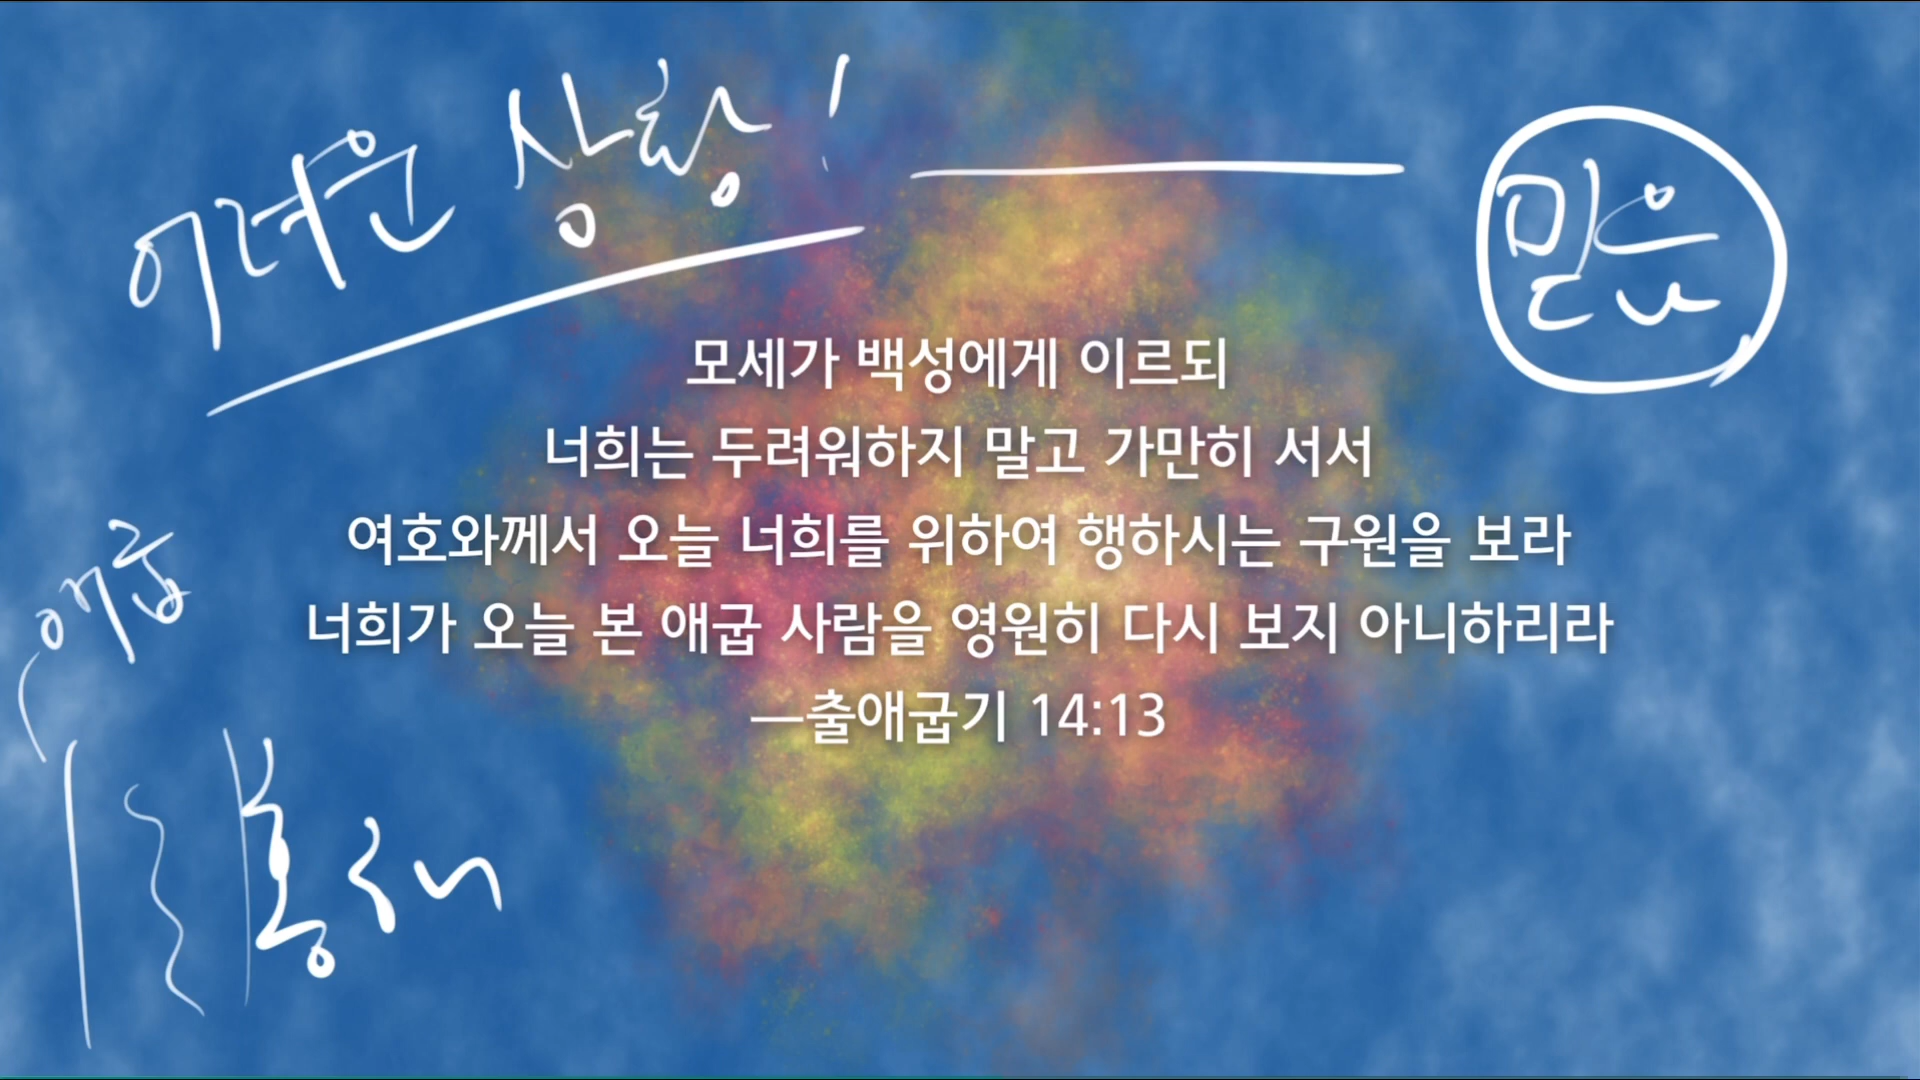 어려운 상황!
믿음
모세가 백성에게 이르되
너희는 두려워하지 말고 가만히 서서
여호와께서 오늘 너희를 위하여 행하시는 구원을 보라
너희가 오늘 본 애굽 사람을 영원히 다시 보지 아니하리라
—출애굽기 14:13
애굽
홍해